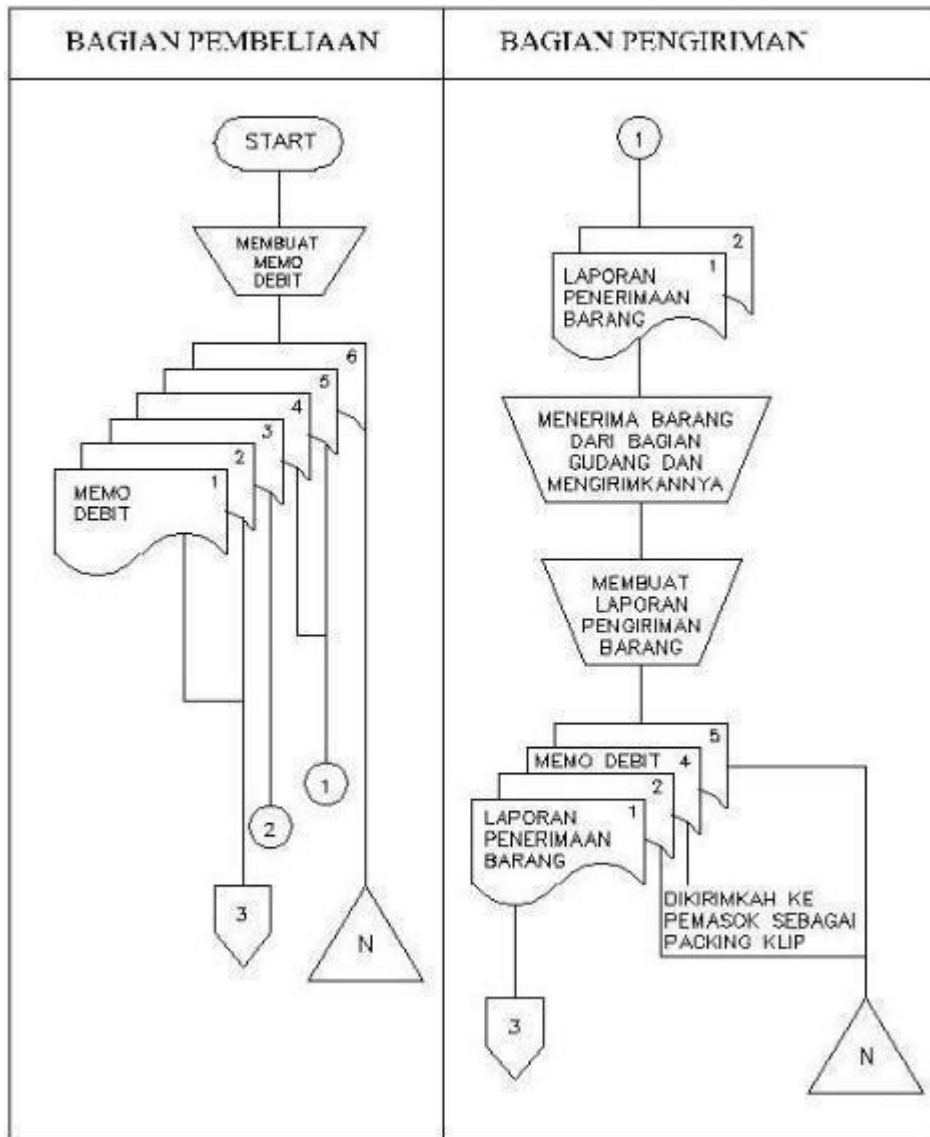 BAGIAN PEMBELIAAN
START
MEMBUAT
MEMO
DEBIT
6
5
4
3
2
1
MEMO
DEBIT
1
2
3
N
BAGIAN PENGIRIMAN
1
2
1
LAPORAN
PENERIMAAN
BARANG
MENERIMA BARANG
DARI BAGIAN
GUDANG DAN
MENGIRIMKANNYA
MEMBUAT
LAPORAN
PENGIRIMAN
BARANG
5
MEMO DEBIT 4
2
1
LAPORAN
PENERIMAAN
BARANG
DIKIRIMKAH KE
PEMASOK SEBAGAI
PACKING KLIP
3
N